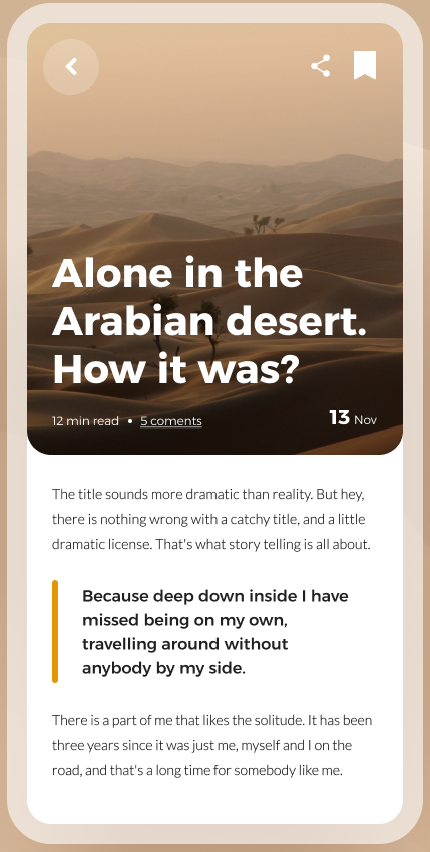 Alone in the
Arabian desert.
How it was?
12 min read • 5 coments
13 Nov
The title sounds more dramatic than reality. But hey,
there is nothing wrong with a catchy title, and a little
dramatic license. That's what story telling is all about.
Because deep down inside I have
missed being on my own,
travelling around without
anybody by my side.
There is a part of me that likes the solitude. It has been
three years since it was just me, myself and I on the
road, and that's a long time for somebody like me.